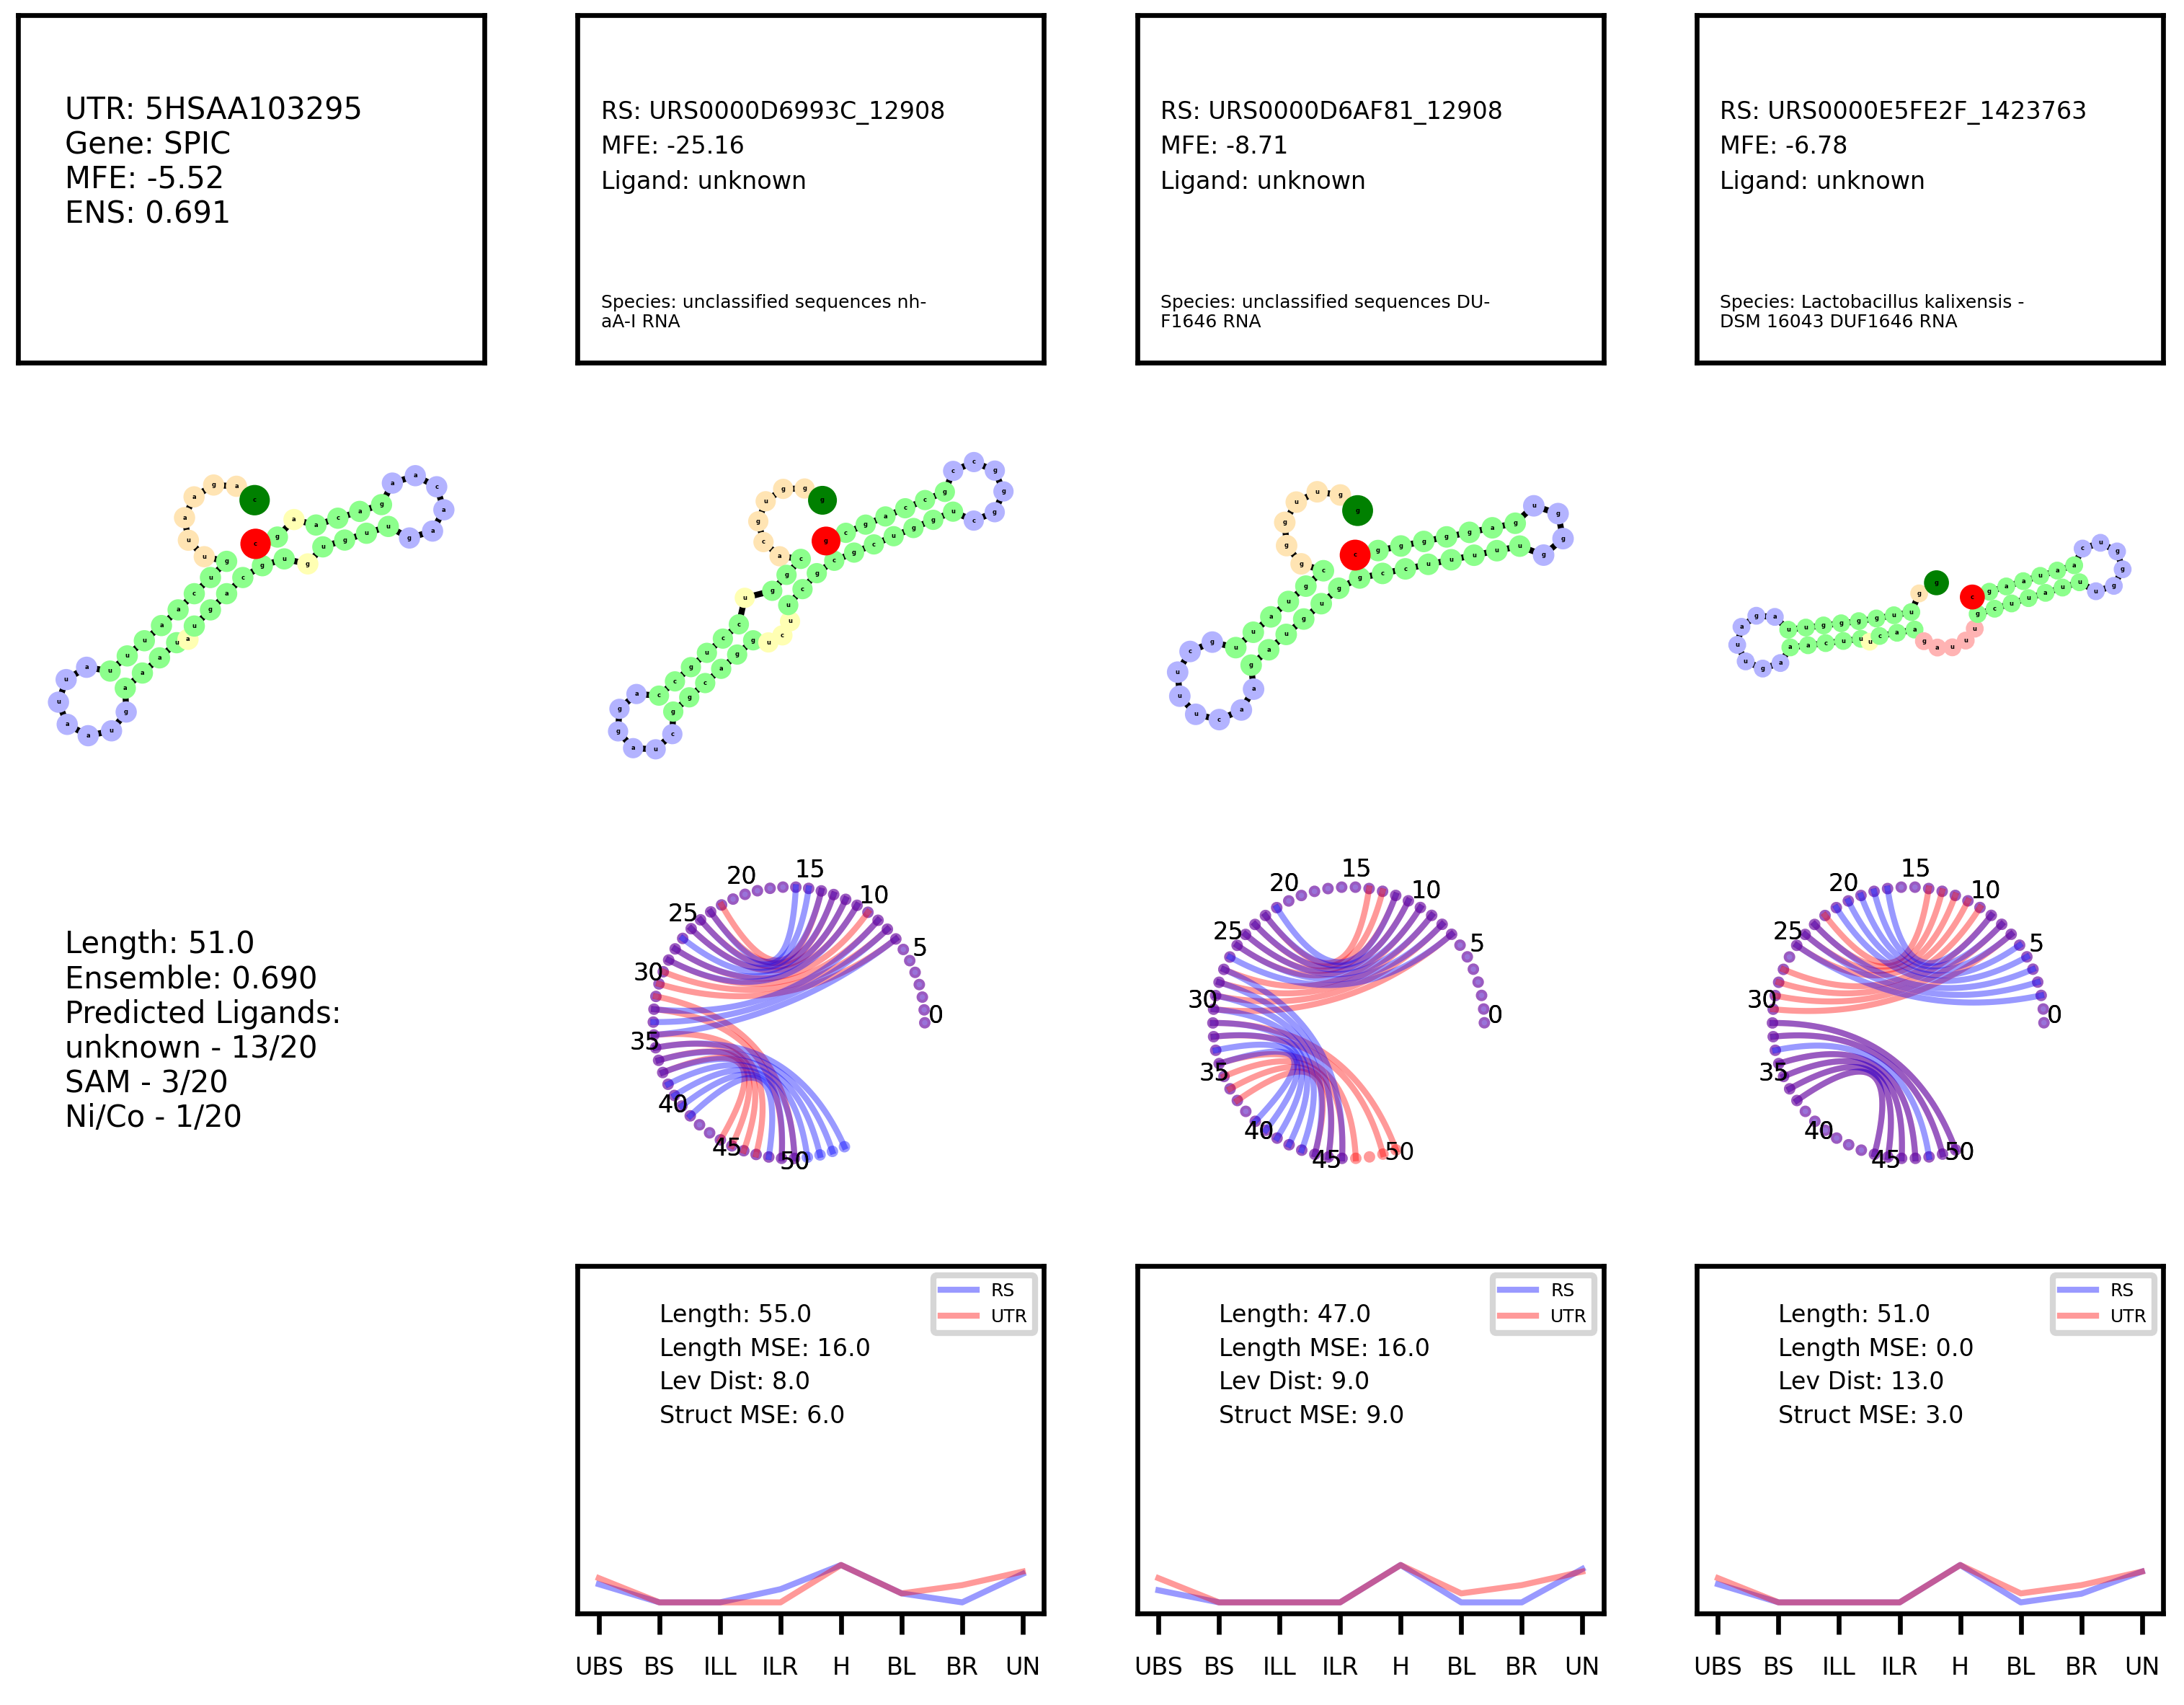 UTR: 5HSAA103295
Gene: SPIC
MFE: -5.52
ENS: 0.691
RS: URS0000D6993C_12908
MFE: -25.16
Ligand: unknown
Species: unclassified sequences nh-
aA-I RNA
RS: URS0000D6AF81_12908
MFE: -8.71
Ligand: unknown
Species: unclassified sequences DU-
F1646 RNA
RS: URS0000E5FE2F_1423763
MFE: -6.78
Ligand: unknown
Species: Lactobacillus kalixensis -
DSM 16043 DUF1646 RNA
Length: 51.0
Ensemble: 0.690
Predicted Ligands:
unknown - 13/20
SAM - 3/20
Ni/Co - 1/20
0
5
10
15
20
25
30
35
40
45
50
0
5
10
15
20
25
30
35
40
45
50
0
5
10
15
20
25
30
35
40
45
50
RS
UTR
Length: 55.0
Length MSE: 16.0
Lev Dist: 8.0
Struct MSE: 6.0
UBS BS ILL ILR H BL BR UN
RS
UTR
Length: 47.0
Length MSE: 16.0
Lev Dist: 9.0
Struct MSE: 9.0
UBS BS ILL ILR H BL BR UN
RS
UTR
Length: 51.0
Length MSE: 0.0
Lev Dist: 13.0
Struct MSE: 3.0
UBS BS ILL ILR H BL BR UN